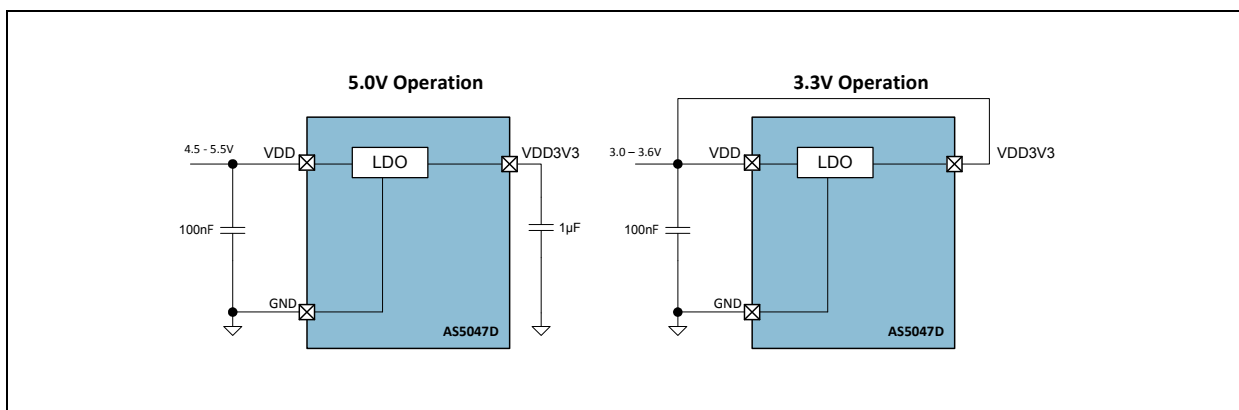 5.0V Operation
3.3V Operation
4.5 - 5.5V
VDD
LDO
VDD3V3
100nF
1µF
GND
AS5047D
3.0 – 3.6V
VDD
LDO
VDD3V3
100nF
GND
AS5047D